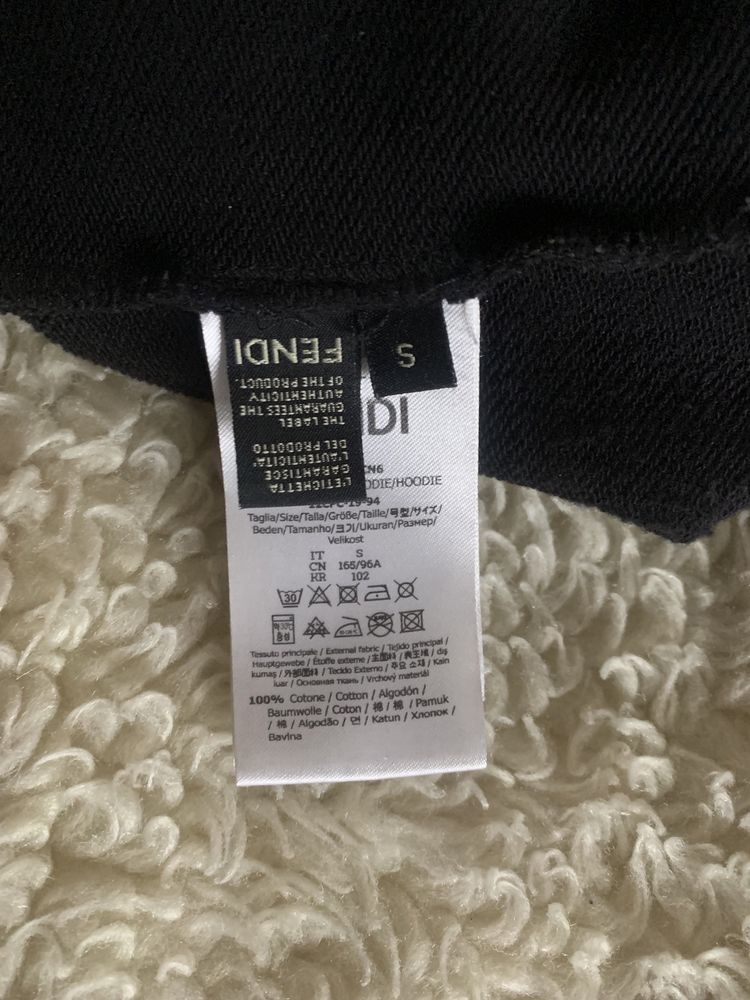 FENDI
THE LABEL
GUARANTEES THE
AUTHENTICITY
OF THE PRODUCT.
L'ETICHETTA
GARANTISCE
L'AUTENTICITA'
DEL PRODOTTO
S
DI
CN6
ODIE/HOODIE
Taglia/Size/Talla/Größe/Taille/号型/サイズ/
Beden/Tamanho/크기/Ukuran/Размер/
Velikost
IT S
CN 165/96A
KR 102
30
Tessuto principale / External fabric / Tejido principal /
Hauptgewebe / Étoffe externe / 主面料 / 表生地 / dış
kumaş / 外部面料 / Tecido Externo / 주요 소재 / Kain
luar / Основная ткань / Vrchový materiál
100% Cotone / Cotton / Algodón /
Baumwolle / Coton / 棉 / 棉 / Pamuk
/ 棉 / Algodão / 면 / Katun / Хлопок /
Bavlna